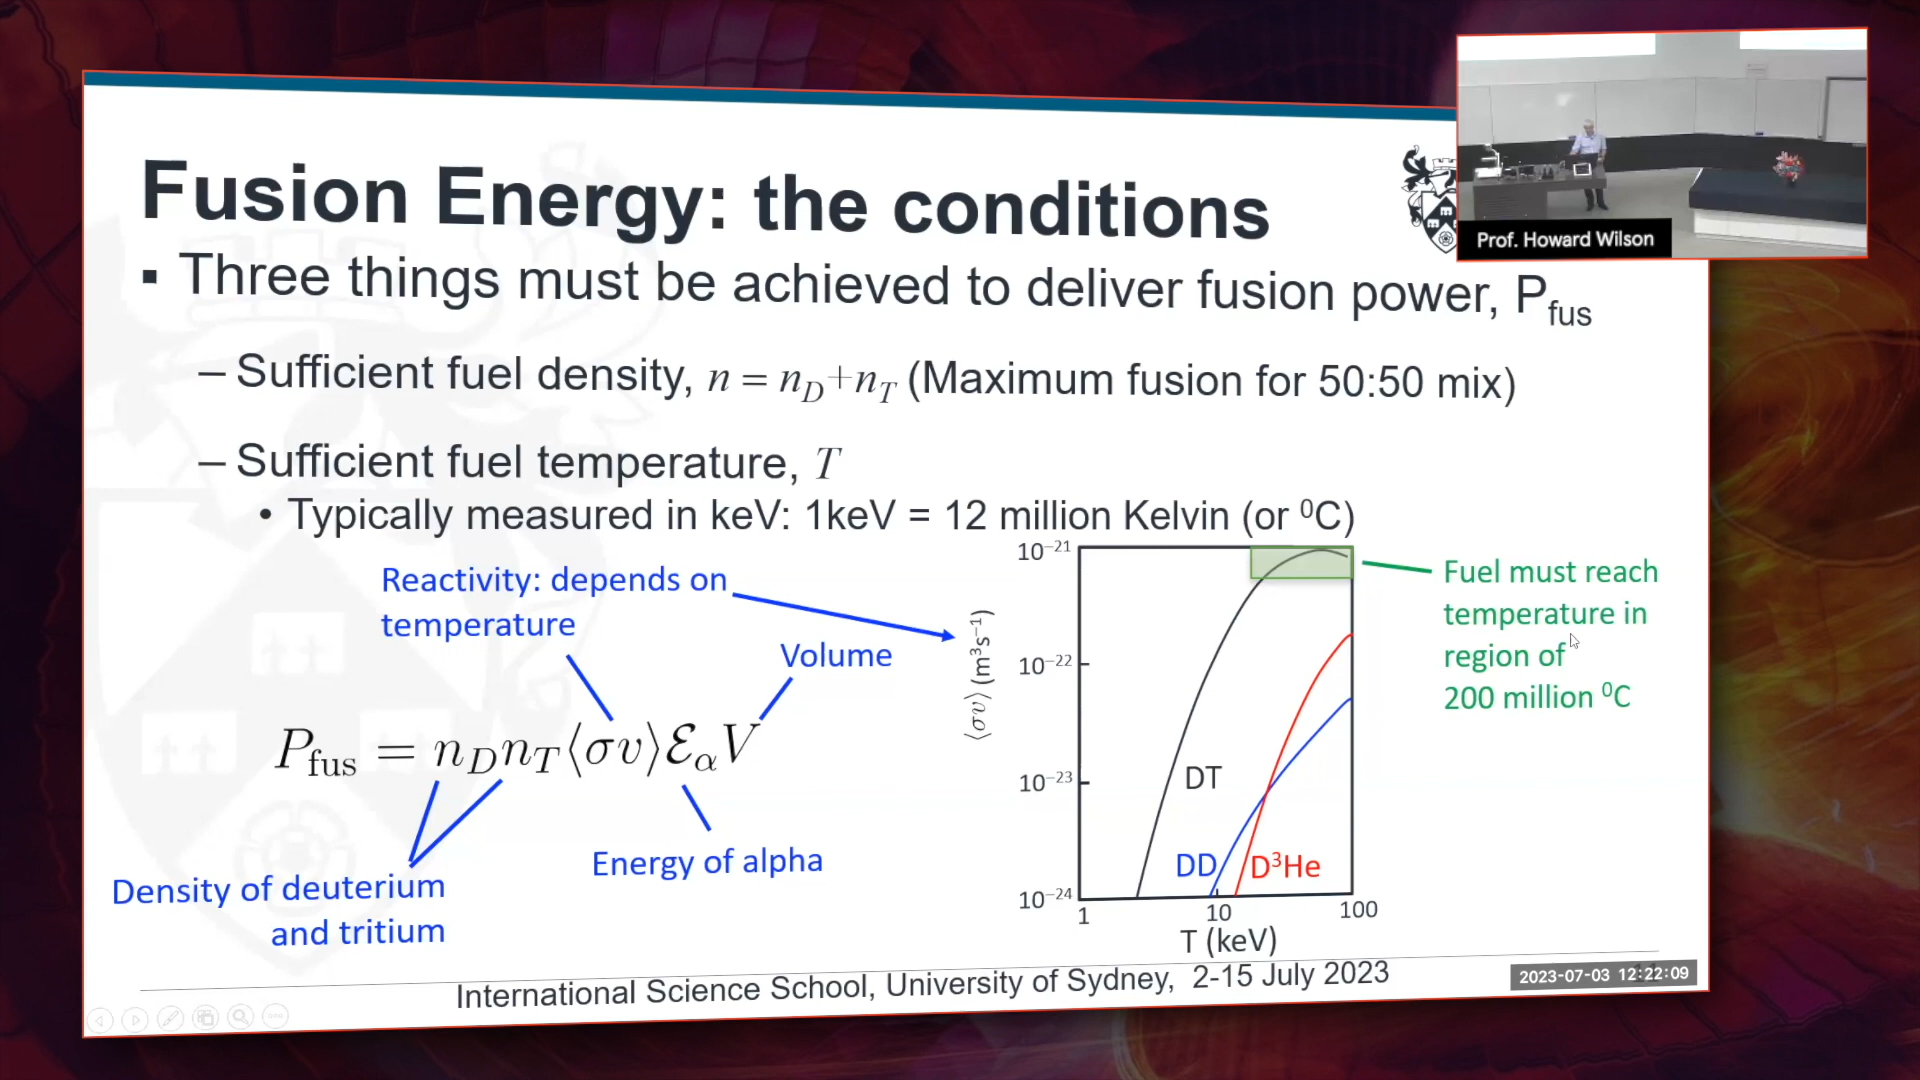 Fusion Energy: the conditions
Prof. Howard Wilson
▪ Three things must be achieved to deliver fusion power, P_fus
– Sufficient fuel density, n = n_D+n_T (Maximum fusion for 50:50 mix)
– Sufficient fuel temperature, T
• Typically measured in keV: 1keV = 12 million Kelvin (or ⁰C)
Reactivity: depends on
temperature
Volume
P_fus = n_D n_T ⟨σv⟩ ℰ_α V
Energy of alpha
Density of deuterium
and tritium
⟨σv⟩ (m³s⁻¹)
10⁻²¹
10⁻²²
10⁻²³
10⁻²⁴
DT
DD
D³He
1
10
100
T (keV)
Fuel must reach
temperature in
region of
200 million ⁰C
International Science School, University of Sydney, 2-15 July 2023
2023-07-03 12:22:09